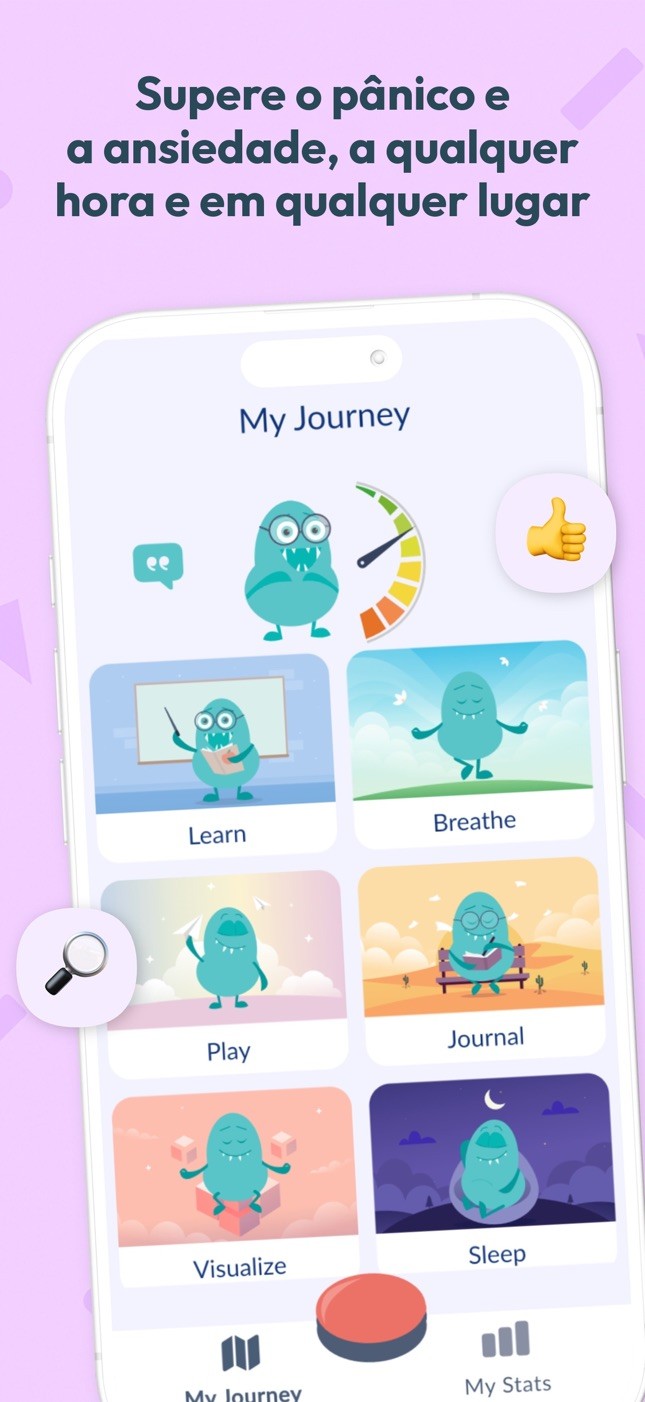 Supere o pânico e
a ansiedade, a qualquer
hora e em qualquer lugar
My Journey
Learn
Breathe
Play
Journal
Visualize
Sleep
My Journey
My Stats